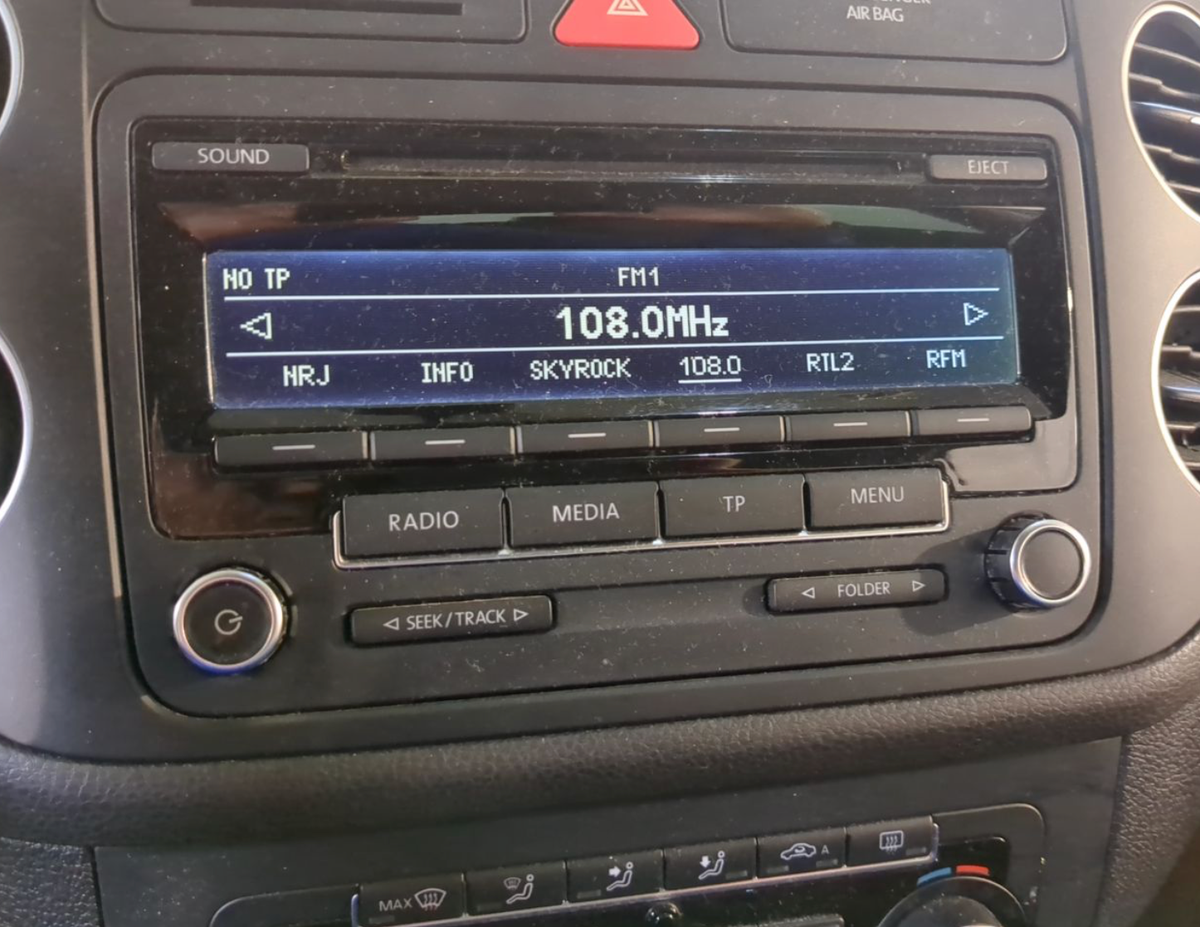 AIR BAG
SOUND
EJECT
NO TP FM1
108.0MHz
NRJ INFO SKYROCK 108.0 RTL2 RFM
RADIO MEDIA TP MENU
SEEK/TRACK FOLDER
MAX A